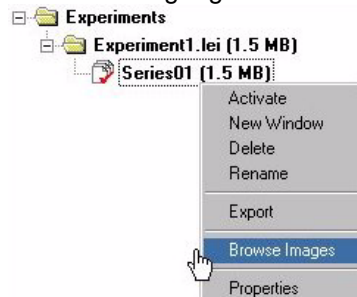 Experiments
Experiment1.lei (1.5 MB)
Series01 (1.5 MB)
Activate
New Window
Delete
Rename
Export
Browse Images
Properties